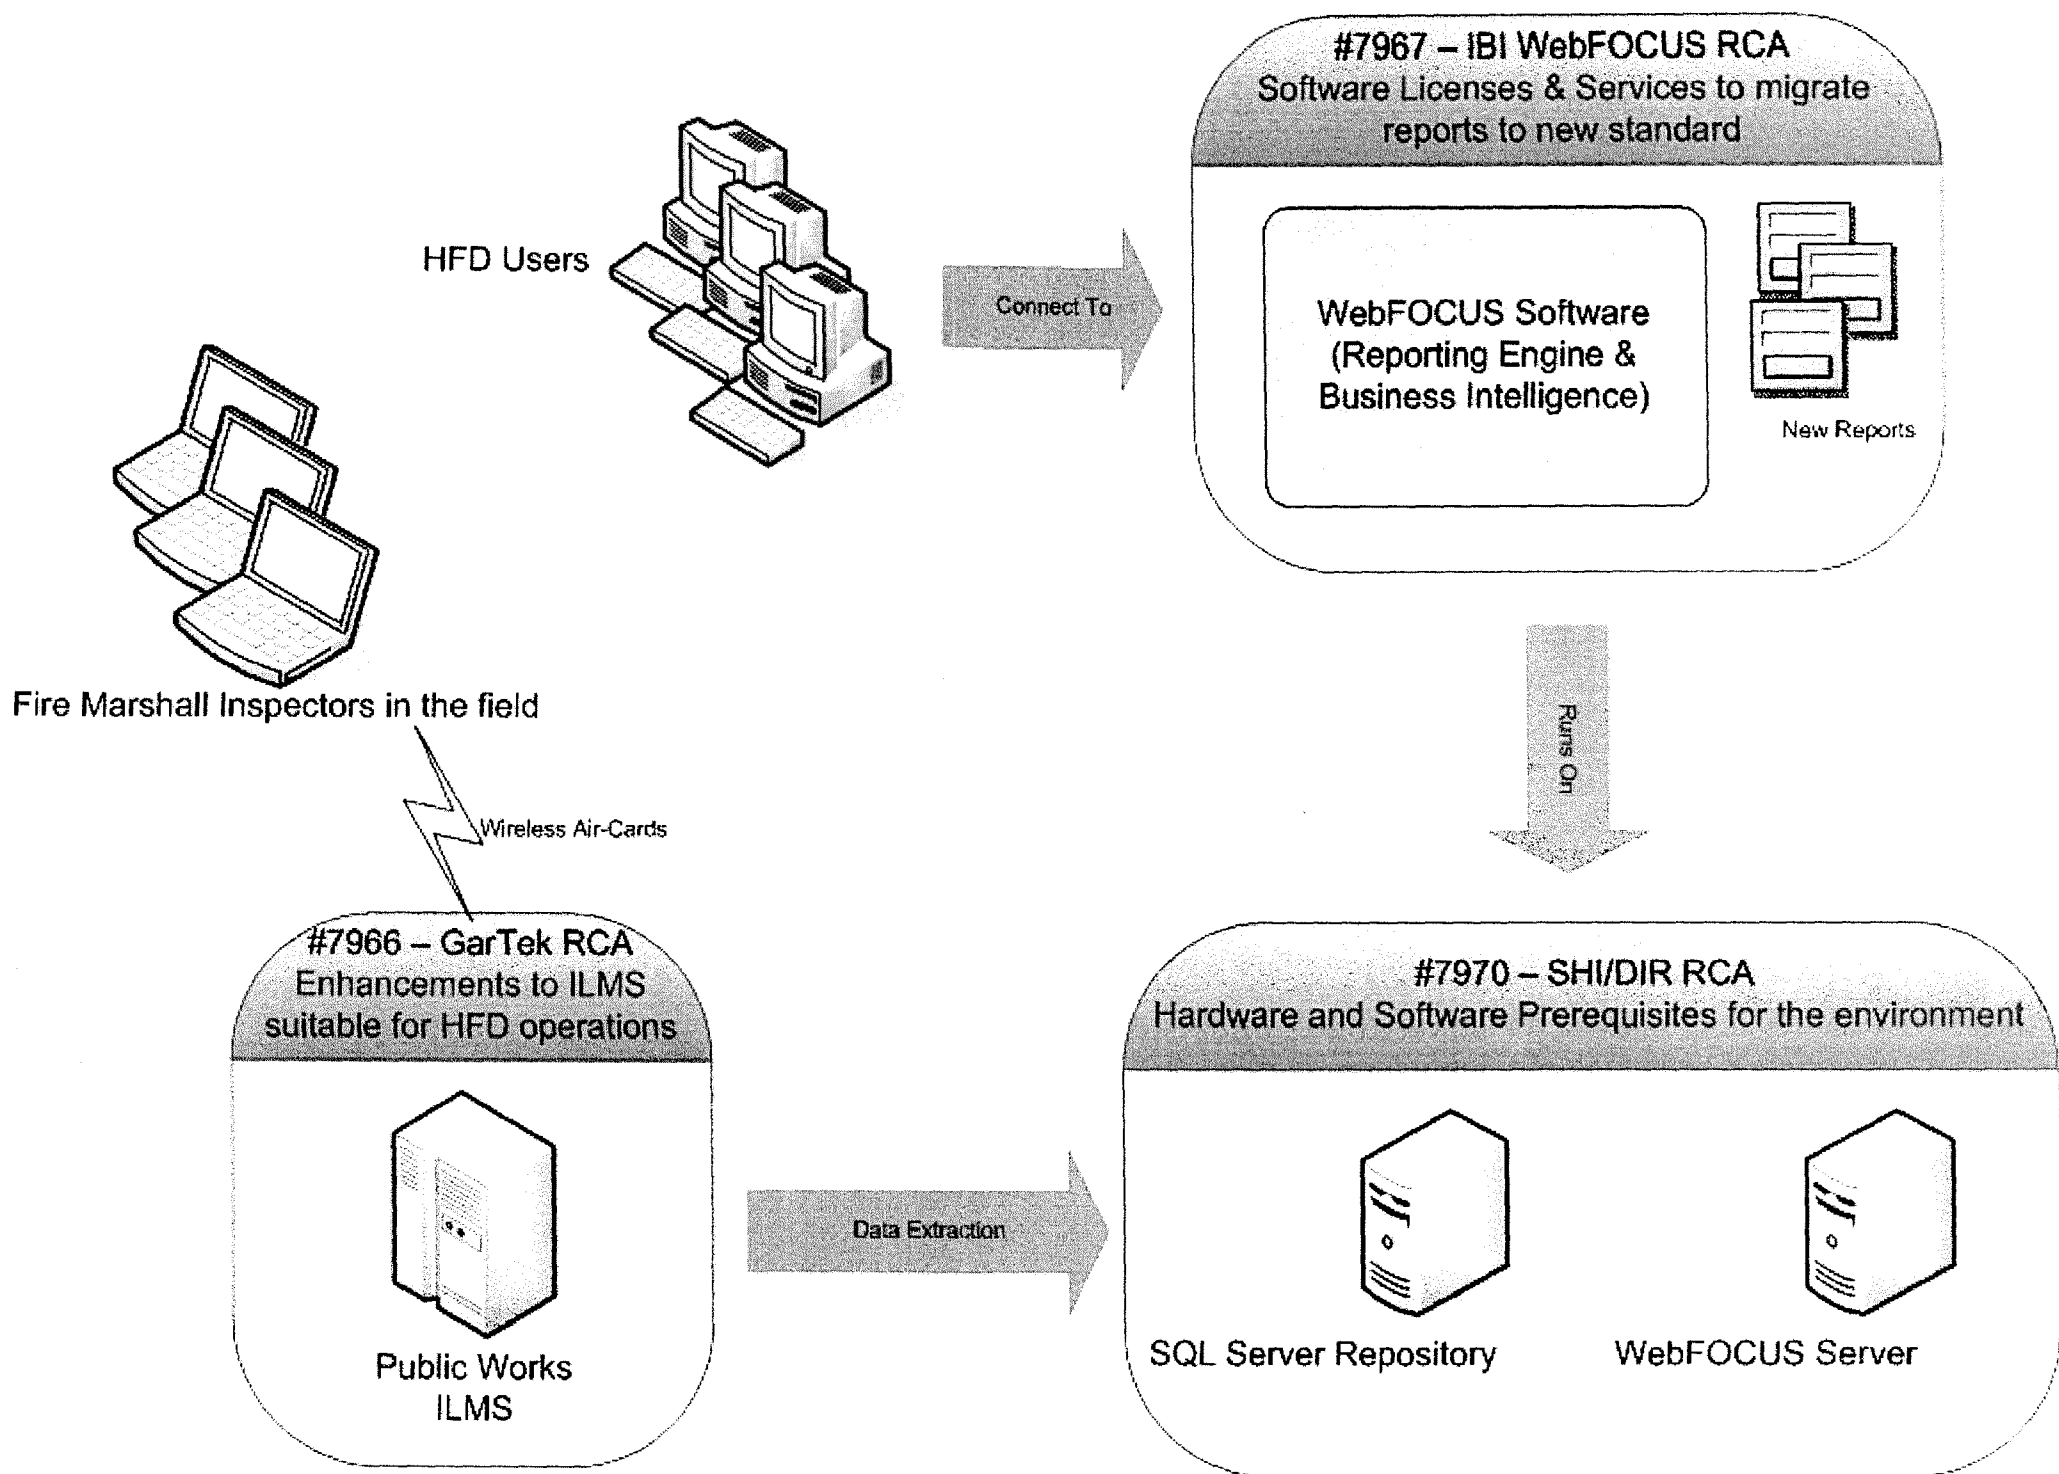 #7967 – IBI WebFOCUS RCA
Software Licenses & Services to migrate
reports to new standard
HFD Users
Connect To
WebFOCUS Software
(Reporting Engine &
Business Intelligence)
New Reports
Fire Marshall Inspectors in the field
Runs On
Wireless Air-Cards
#7966 – GarTek RCA
Enhancements to ILMS
suitable for HFD operations
#7970 – SHI/DIR RCA
Hardware and Software Prerequisites for the environment
Data Extraction
Public Works
ILMS
SQL Server Repository
WebFOCUS Server